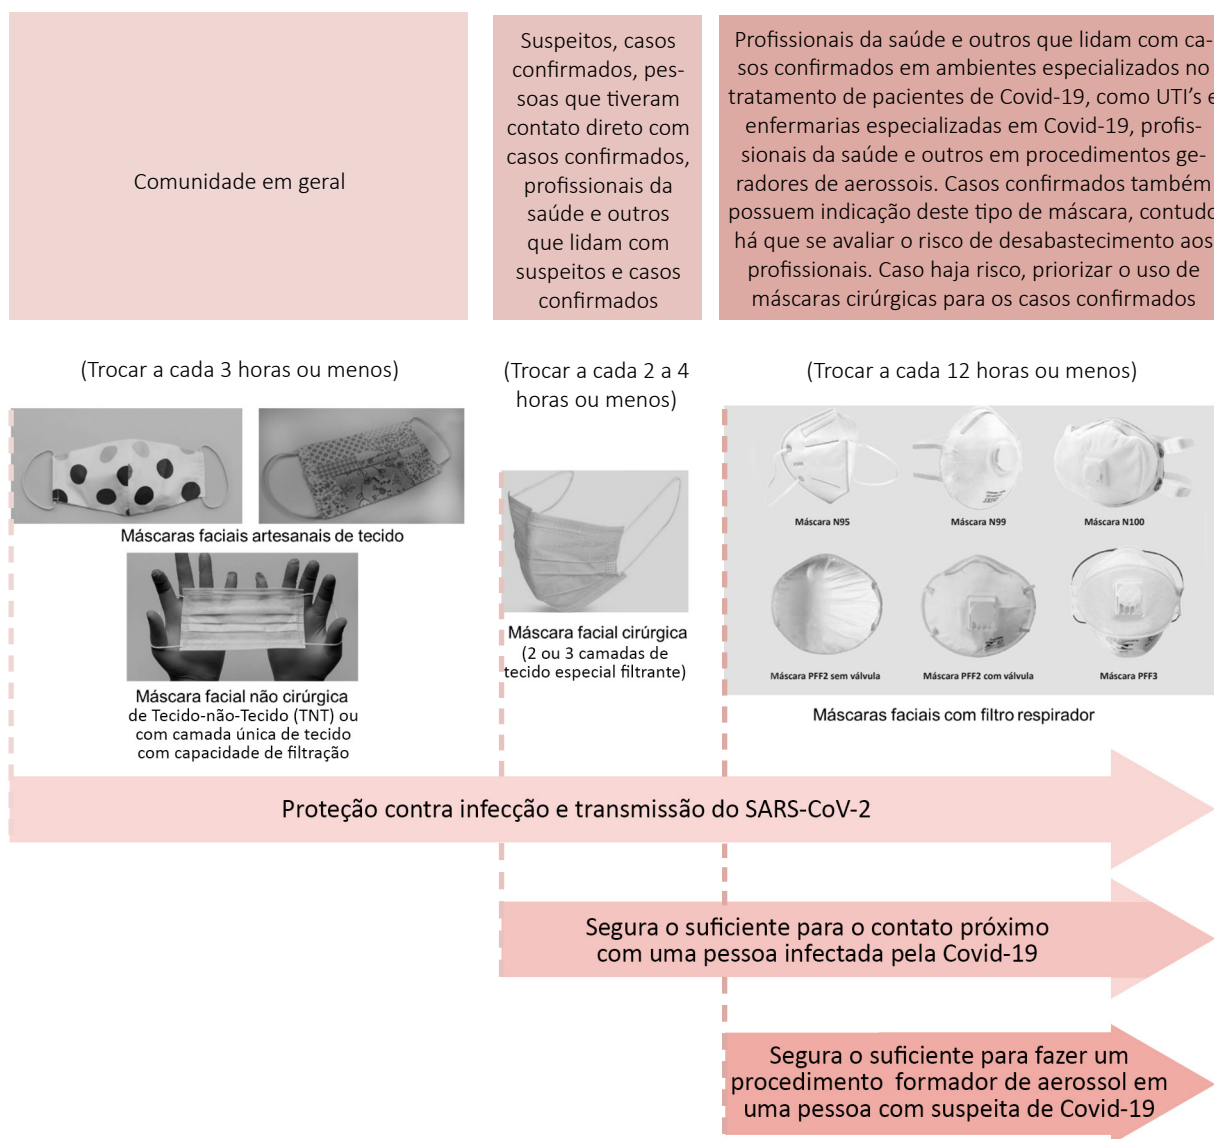 Comunidade em geral
Suspeitos, casos
confirmados, pes-
soas que tiveram
contato direto com
casos confirmados,
profissionais da
saúde e outros
que lidam com
suspeitos e casos
confirmados
Profissionais da saúde e outros que lidam com ca-
sos confirmados em ambientes especializados no
tratamento de pacientes de Covid-19, como UTI's e
enfermarias especializadas em Covid-19, profis-
sionais da saúde e outros em procedimentos ge-
radores de aerossois. Casos confirmados também
possuem indicação deste tipo de máscara, contudo
há que se avaliar o risco de desabastecimento aos
profissionais. Caso haja risco, priorizar o uso de
máscaras cirúrgicas para os casos confirmados
(Trocar a cada 3 horas ou menos)
(Trocar a cada 2 a 4
horas ou menos)
(Trocar a cada 12 horas ou menos)
Máscaras faciais artesanais de tecido
Máscara facial não cirúrgica
de Tecido-não-Tecido (TNT) ou
com camada única de tecido
com capacidade de filtração
Máscara facial cirúrgica
(2 ou 3 camadas de
tecido especial filtrante)
Máscara N95
Máscara N99
Máscara N100
Máscara PFF2 sem válvula
Máscara PFF2 com válvula
Máscara PFF3
Máscaras faciais com filtro respirador
Proteção contra infecção e transmissão do SARS-CoV-2
Segura o suficiente para o contato próximo
com uma pessoa infectada pela Covid-19
Segura o suficiente para fazer um
procedimento formador de aerossol em
uma pessoa com suspeita de Covid-19